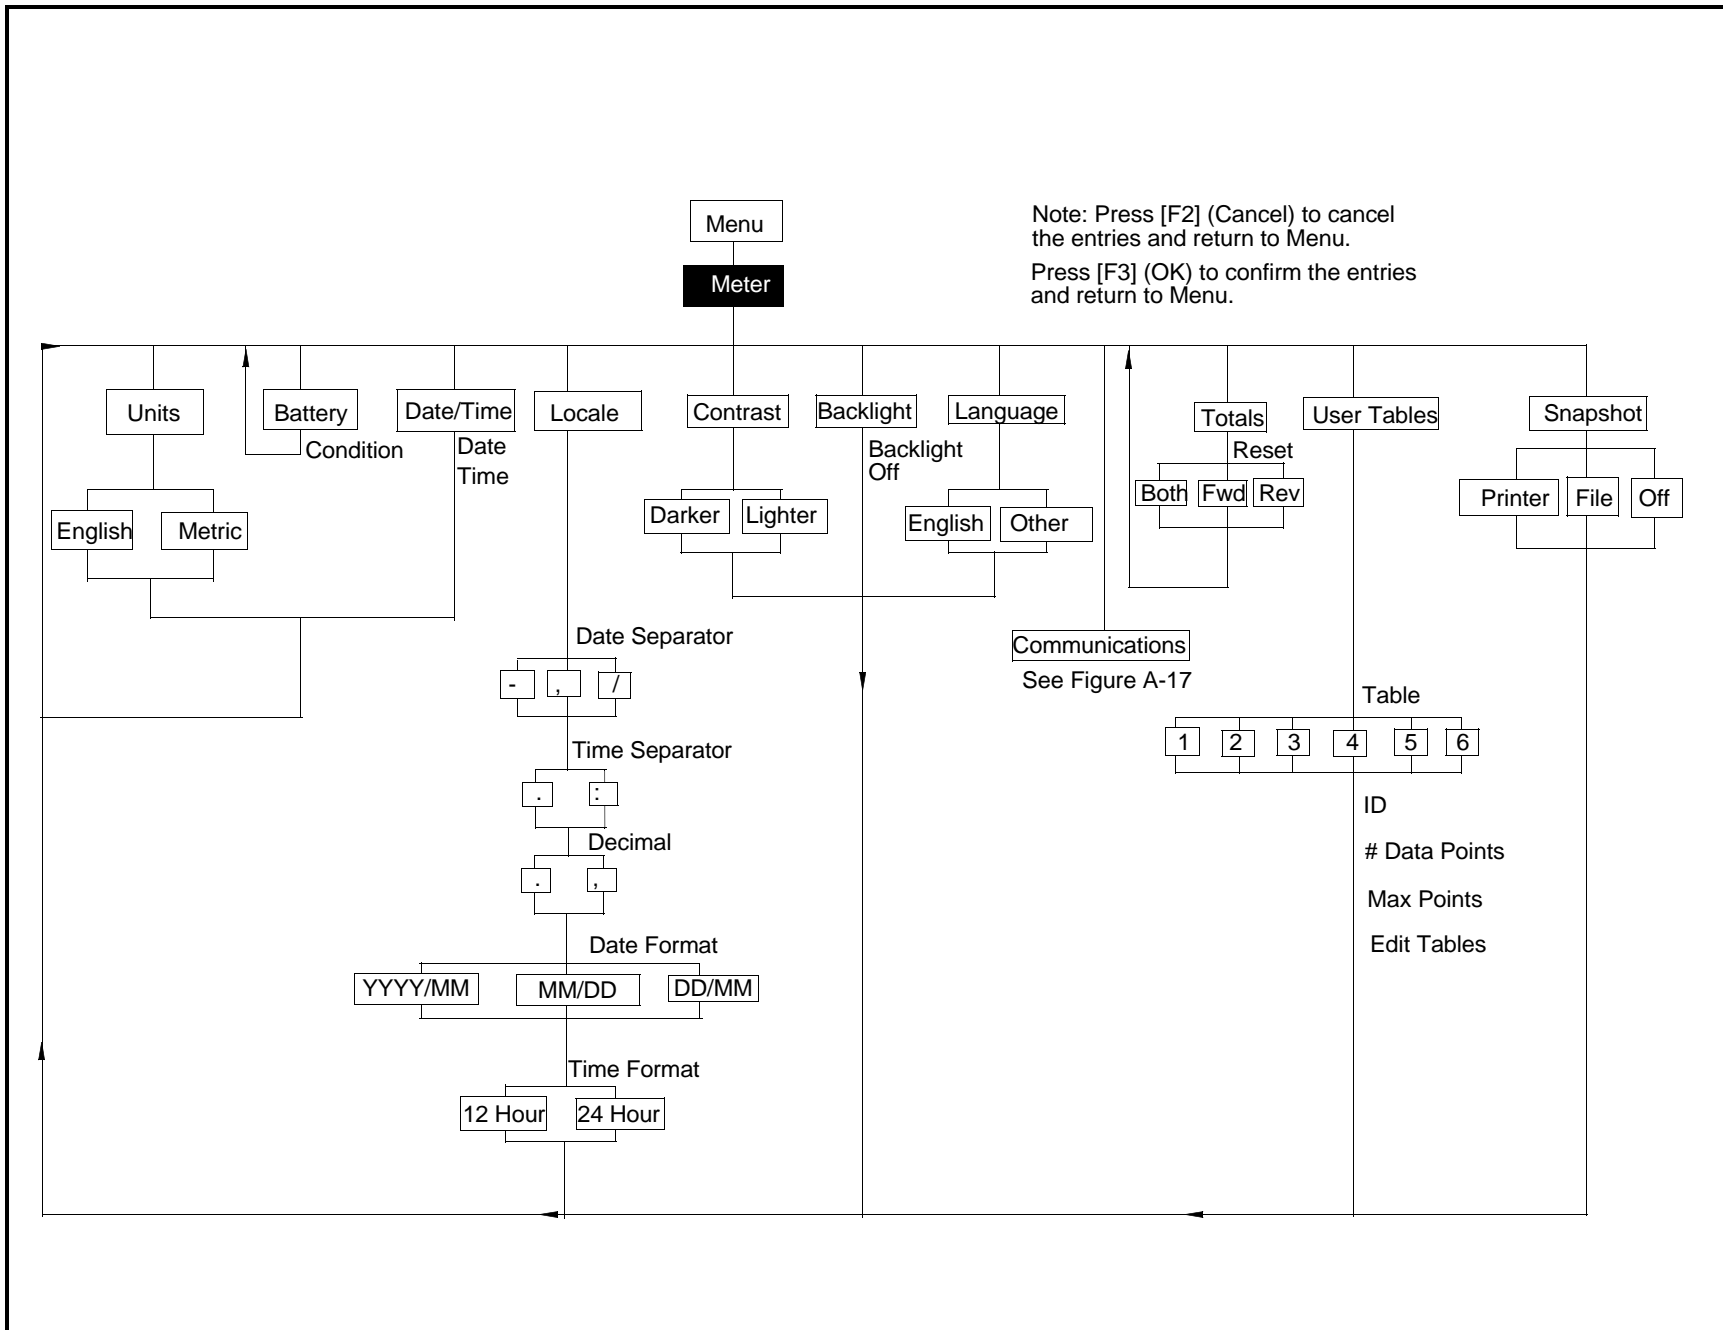 Menu
Note: Press [F2] (Cancel) to cancel
the entries and return to Menu.
Meter
Press [F3] (OK) to confirm the entries
and return to Menu.
Units
Battery
Date/Time
Locale
Contrast
Backlight
Language
Totals
User Tables
Snapshot
Condition
Date
Time
Backlight
Off
Reset
English
Metric
Darker
Lighter
English
Other
Both
Fwd
Rev
Printer
File
Off
Date Separator
-
,
/
Communications
See Figure A-17
Table
1
2
3
4
5
6
Time Separator
.
:
ID
Decimal
.
,
# Data Points
Max Points
Edit Tables
Date Format
YYYY/MM
MM/DD
DD/MM
Time Format
12 Hour
24 Hour